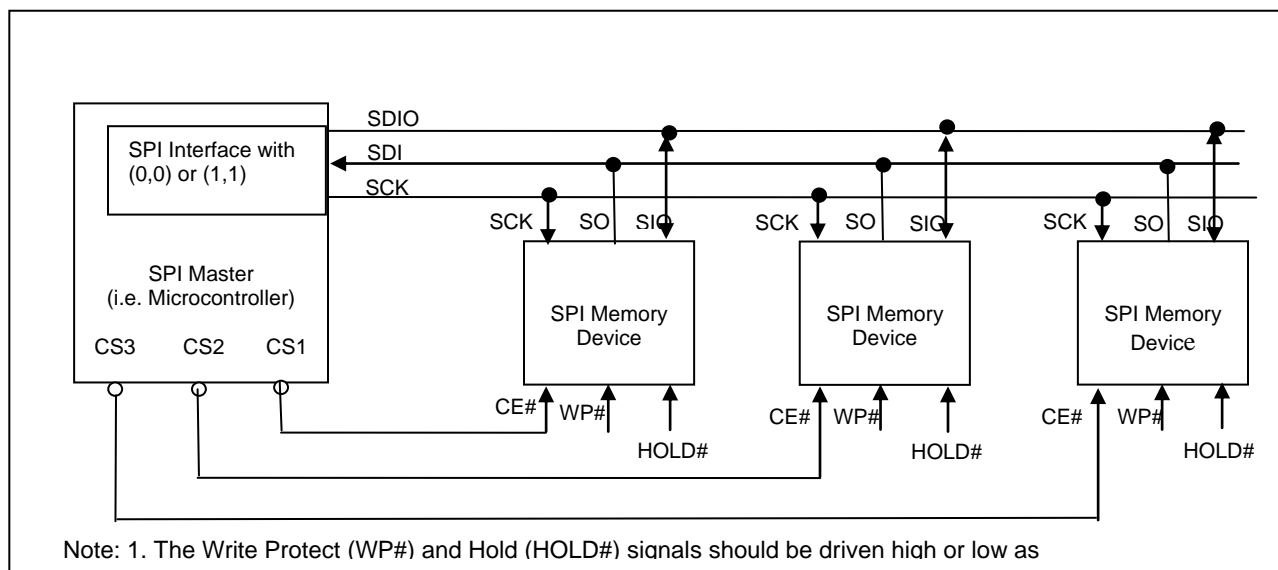 SDIO
SPI Interface with
(0,0) or (1,1)
SDI
SCK
SCK SO SIO
SCK SO SIO
SCK SO SIO
SPI Master
(i.e. Microcontroller)
SPI Memory
Device
SPI Memory
Device
SPI Memory
Device
CS3 CS2 CS1
CE# WP#
HOLD#
CE# WP#
HOLD#
CE# WP#
HOLD#
Note: 1. The Write Protect (WP#) and Hold (HOLD#) signals should be driven high or low as